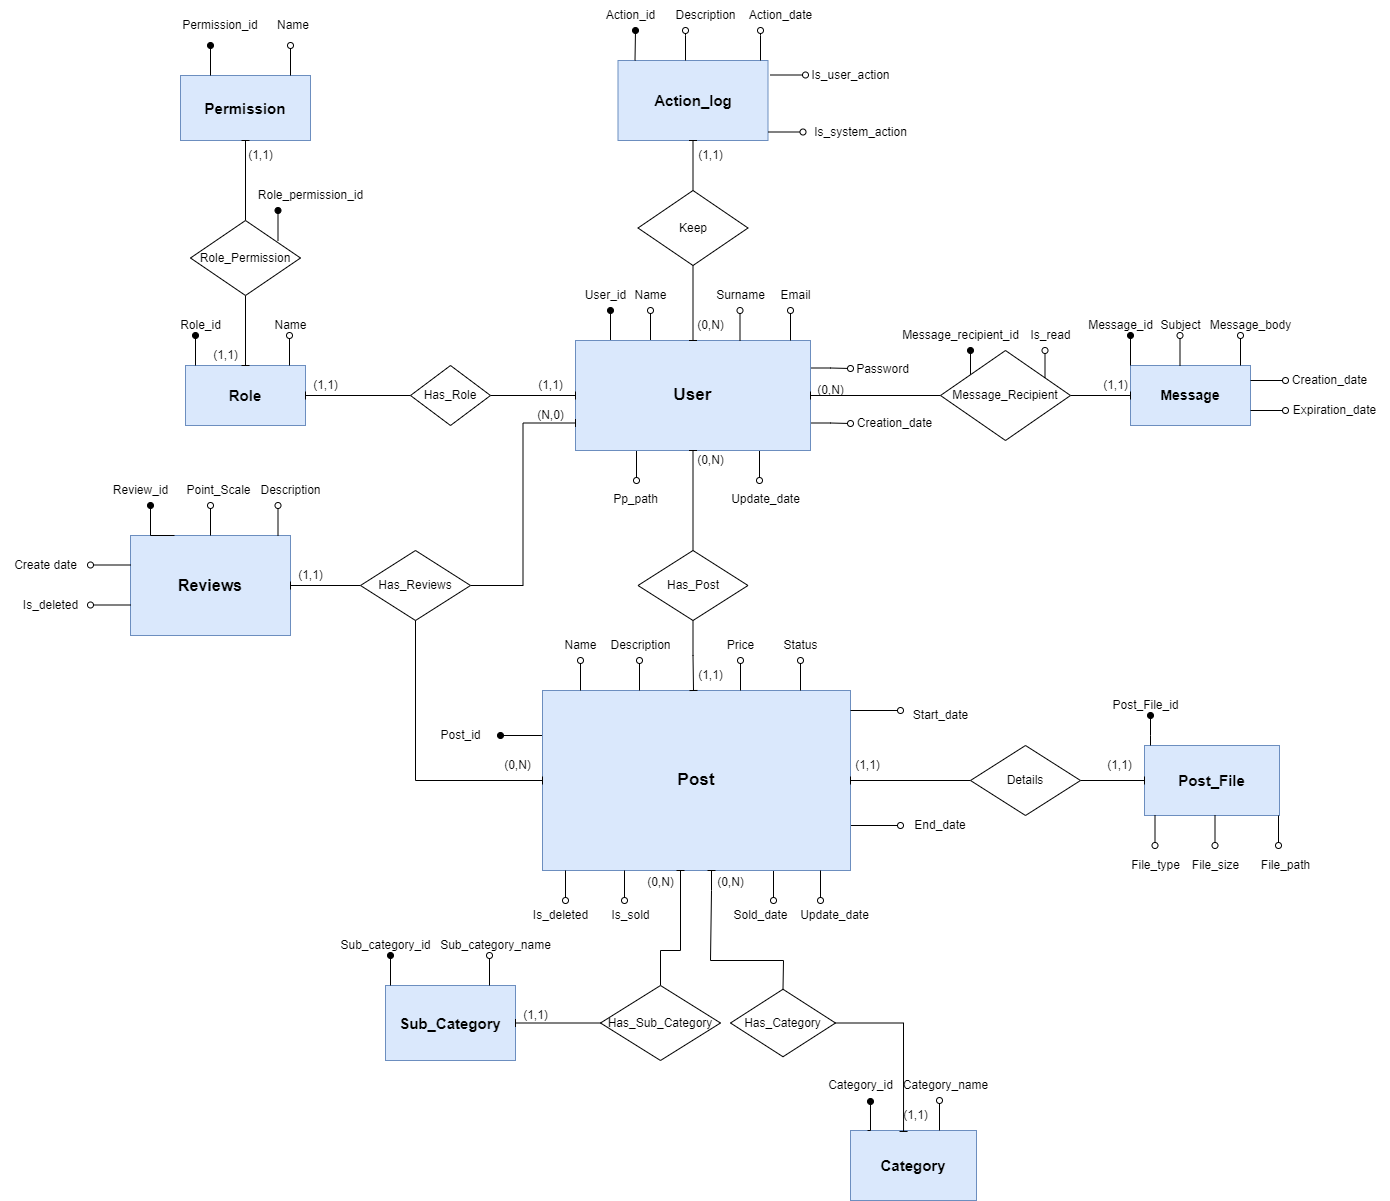 Action_id
Description
Action_date
Permission_id
Name
Is_user_action
Action_log
Permission
Is_system_action
(1,1)
(1,1)
Role_permission_id
Keep
Role_Permission
User_id
Name
Surname
Email
Role_id
Name
(0,N)
Message_id
Subject
Message_body
Message_recipient_id
Is_read
(1,1)
Password
Creation_date
(1,1)
(1,1)
(0,N)
(1,1)
Role
Has_Role
User
Message_Recipient
Message
Expiration_date
(N,0)
Creation_date
(0,N)
Review_id
Point_Scale
Description
Pp_path
Update_date
Create date
(1,1)
Reviews
Has_Reviews
Has_Post
Is_deleted
Name
Description
Price
Status
(1,1)
Post_File_id
Start_date
Post_id
(0,N)
(1,1)
(1,1)
Post
Details
Post_File
End_date
File_type
File_size
File_path
(0,N)
(0,N)
Is_deleted
Is_sold
Sold_date
Update_date
Sub_category_id
Sub_category_name
(1,1)
Sub_Category
Has_Sub_Category
Has_Category
Category_id
Category_name
(1,1)
Category